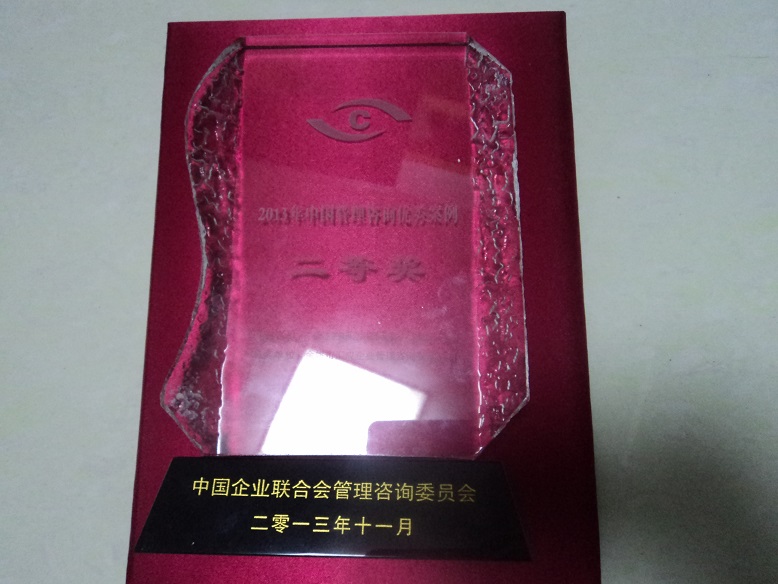 C
2013年中国管理咨询优秀案例
二等奖
中国企业联合会管理咨询委员会
二零一三年十一月